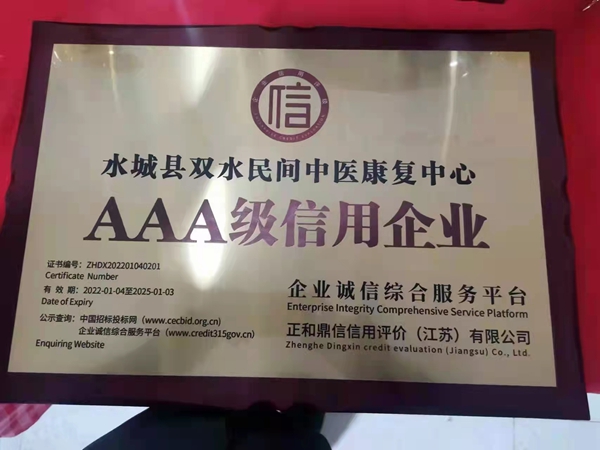 信
水城县双水民间中医康复中心
AAA级信用企业
证书编号：ZHDX202201040201
Certificate Number
有 效 期：2022-01-04至2025-01-03
Date of Expiry
公示查询：中国招标投标网（www.cecbid.org.cn）
企业诚信综合服务平台（www.credit315gov.cn）
Enquiring Website
企业诚信综合服务平台
Enterprise Integrity Comprehensive Service Platform
正和鼎信信用评价（江苏）有限公司
Zhenghe Dingxin credit evaluation (Jiangsu) Co., Ltd.